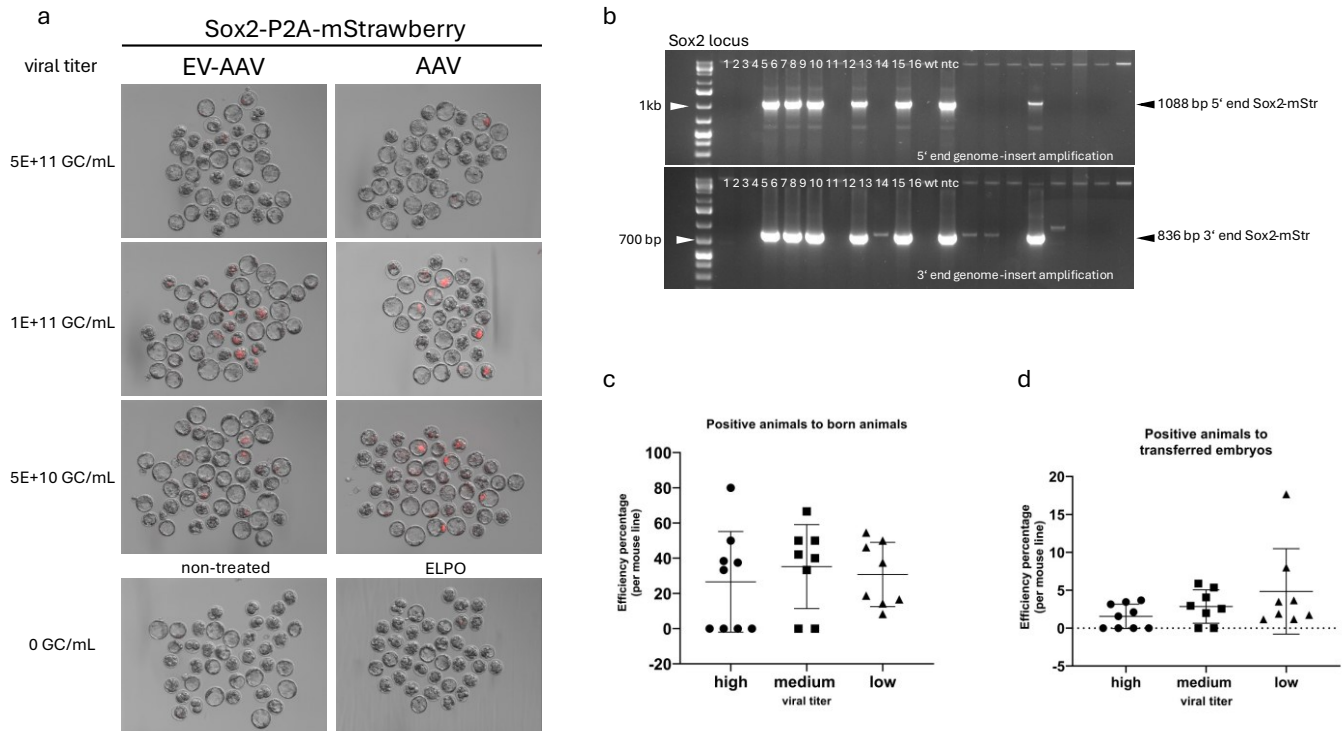 a
Sox2-P2A-mStrawberry
viral titer
EV-AAV
AAV
5E+11 GC/mL
1E+11 GC/mL
5E+10 GC/mL
non-treated
ELPO
0 GC/mL
b
Sox2 locus
1 2 3 4 5 6 7 8 9 10 11 12 13 14 15 16 wt ntc
1kb
1088 bp 5‘ end Sox2-mStr
5‘ end genome-insert amplification
1 2 3 4 5 6 7 8 9 10 11 12 13 14 15 16 wt ntc
700 bp
836 bp 3‘ end Sox2-mStr
3‘ end genome-insert amplification
c
Positive animals to born animals
Efficiency percentage
(per mouse line)
100
80
60
40
20
0
-20
high
medium
low
viral titer
d
Positive animals to
transferred embryos
Efficiency percentage
(per mouse line)
20
15
10
5
0
-5
high
medium
low
viral titer